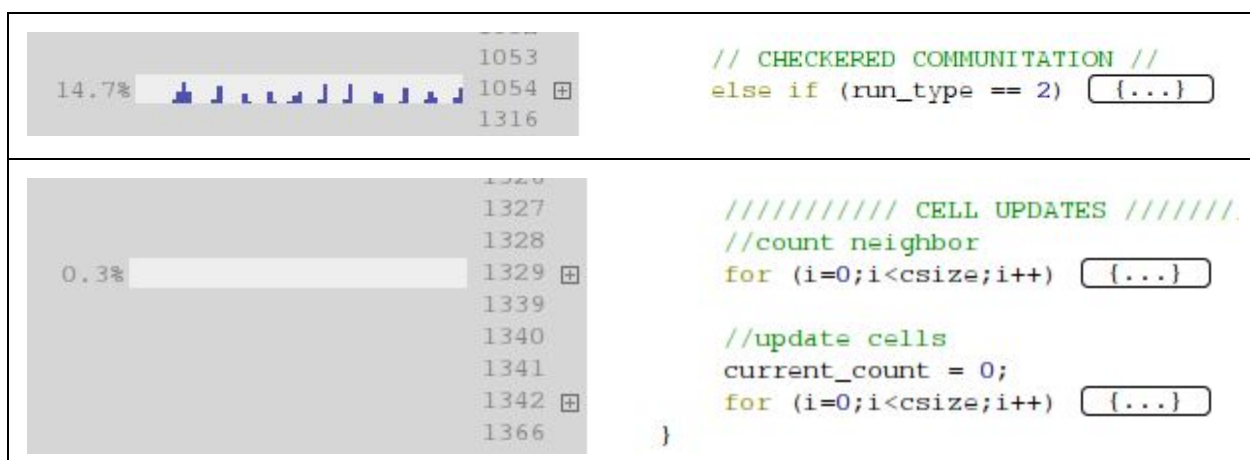 1053 // CHECKERED COMMUNITATION //
14.7% 1054 else if (run_type == 2) {...}
1316
1327 /////////// CELL UPDATES ///////
1328 //count neighbor
0.3% 1329 for (i=0;i<csize;i++) {...}
1339
1340 //update cells
1341 current_count = 0;
1342 for (i=0;i<csize;i++) {...}
1366 }